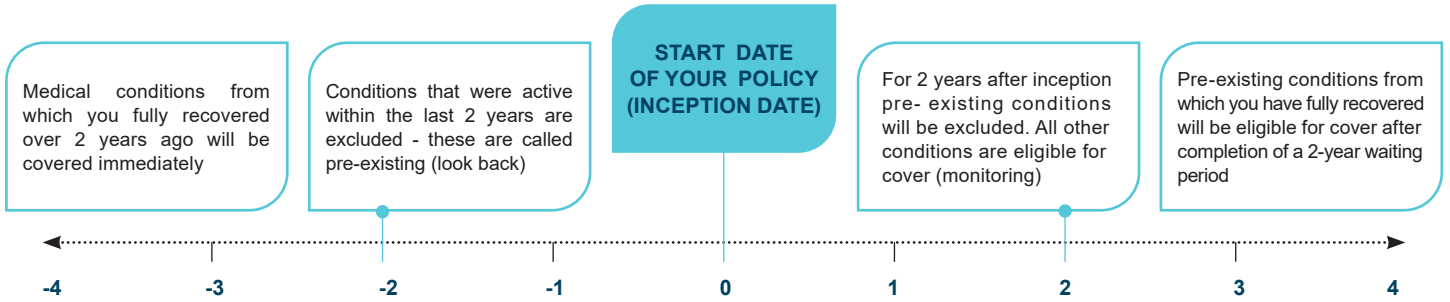 Medical conditions from
which you fully recovered
over 2 years ago will be
covered immediately
Conditions that were active
within the last 2 years are
excluded - these are called
pre-existing (look back)
START DATE
OF YOUR POLICY
(INCEPTION DATE)
For 2 years after inception
pre- existing conditions
will be excluded. All other
conditions are eligible for
cover (monitoring)
Pre-existing conditions from
which you have fully recovered
will be eligible for cover after
completion of a 2-year waiting
period
-4 -3 -2 -1 0 1 2 3 4